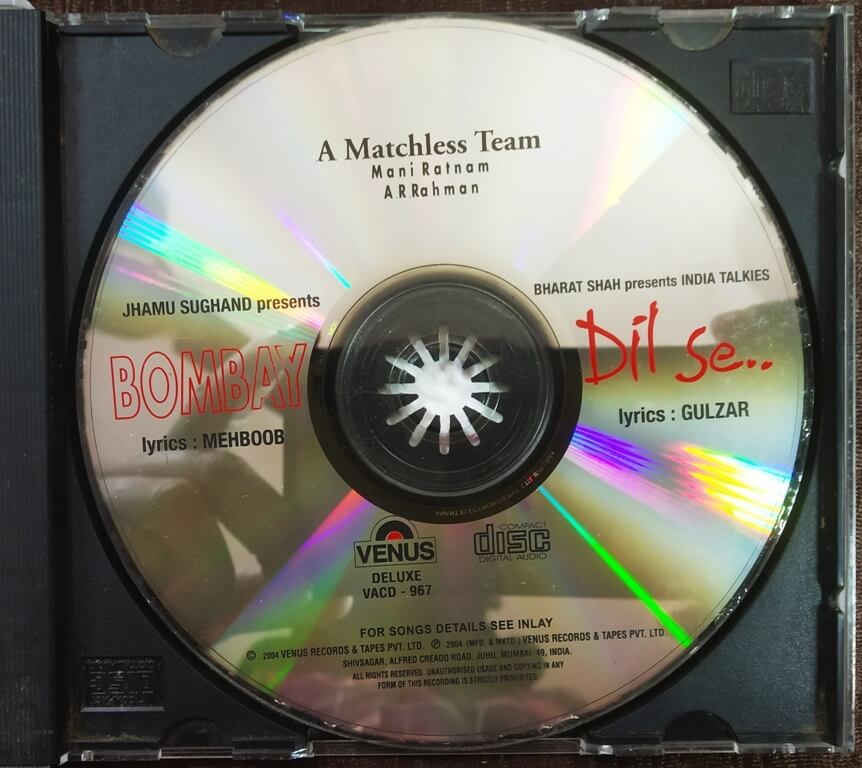 A Matchless Team
Mani Ratnam
A R Rahman
JHAMU SUGHAND presents
BOMBAY
lyrics : MEHBOOB
BHARAT SHAH presents INDIA TALKIES
Dil se..
lyrics : GULZAR
VENUS
DELUXE
VACD - 967
COMPACT
disc
DIGITAL AUDIO
FOR SONGS DETAILS SEE INLAY
© 2004 VENUS RECORDS & TAPES PVT. LTD. ℗ 2004 (MFD. & MKTD.) VENUS RECORDS & TAPES PVT. LTD.
SHIVSAGAR, ALFRED CREADO ROAD, JUHU, MUMBAI- 49, INDIA.
ALL RIGHTS RESERVED. UNAUTHORISED USAGE AND COPYING IN ANY
FORM OF THIS RECORDING IS STRICTLY PROHIBITED.